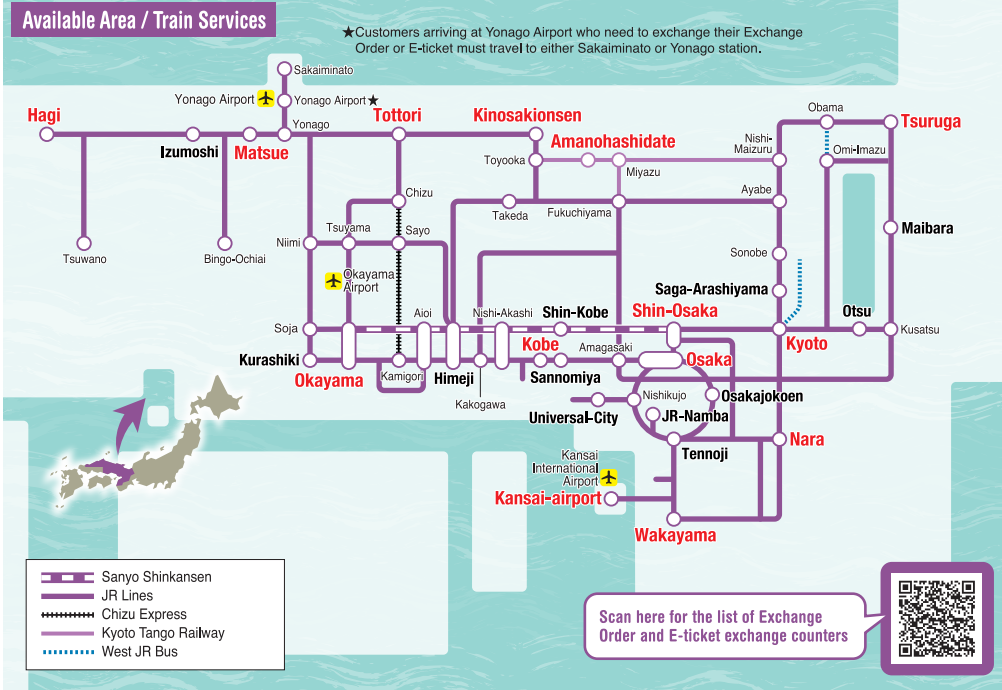 Available Area / Train Services
★Customers arriving at Yonago Airport who need to exchange their Exchange
Order or E-ticket must travel to either Sakaiminato or Yonago station.
Sakaiminato
Yonago Airport
Yonago Airport★
Hagi
Yonago
Tottori
Kinosakionsen
Obama
Tsuruga
Izumoshi
Matsue
Amanohashidate
Nishi-
Maizuru
Omi-Imazu
Toyooka
Miyazu
Chizu
Ayabe
Takeda
Fukuchiyama
Tsuyama
Sayo
Maibara
Niimi
Tsuwano
Bingo-Ochiai
Sonobe
Okayama
Airport
Saga-Arashiyama
Aioi
Nishi-Akashi
Shin-Kobe
Shin-Osaka
Otsu
Soja
Kusatsu
Kobe
Amagasaki
Kyoto
Kurashiki
Okayama
Kamigori
Himeji
Sannomiya
Osaka
Kakogawa
Nishikujo
Osakajokoen
Universal-City
JR-Namba
Nara
Tennoji
Kansai
International
Airport
Kansai-airport
Wakayama
Sanyo Shinkansen
JR Lines
Chizu Express
Kyoto Tango Railway
West JR Bus
Scan here for the list of Exchange
Order and E-ticket exchange counters